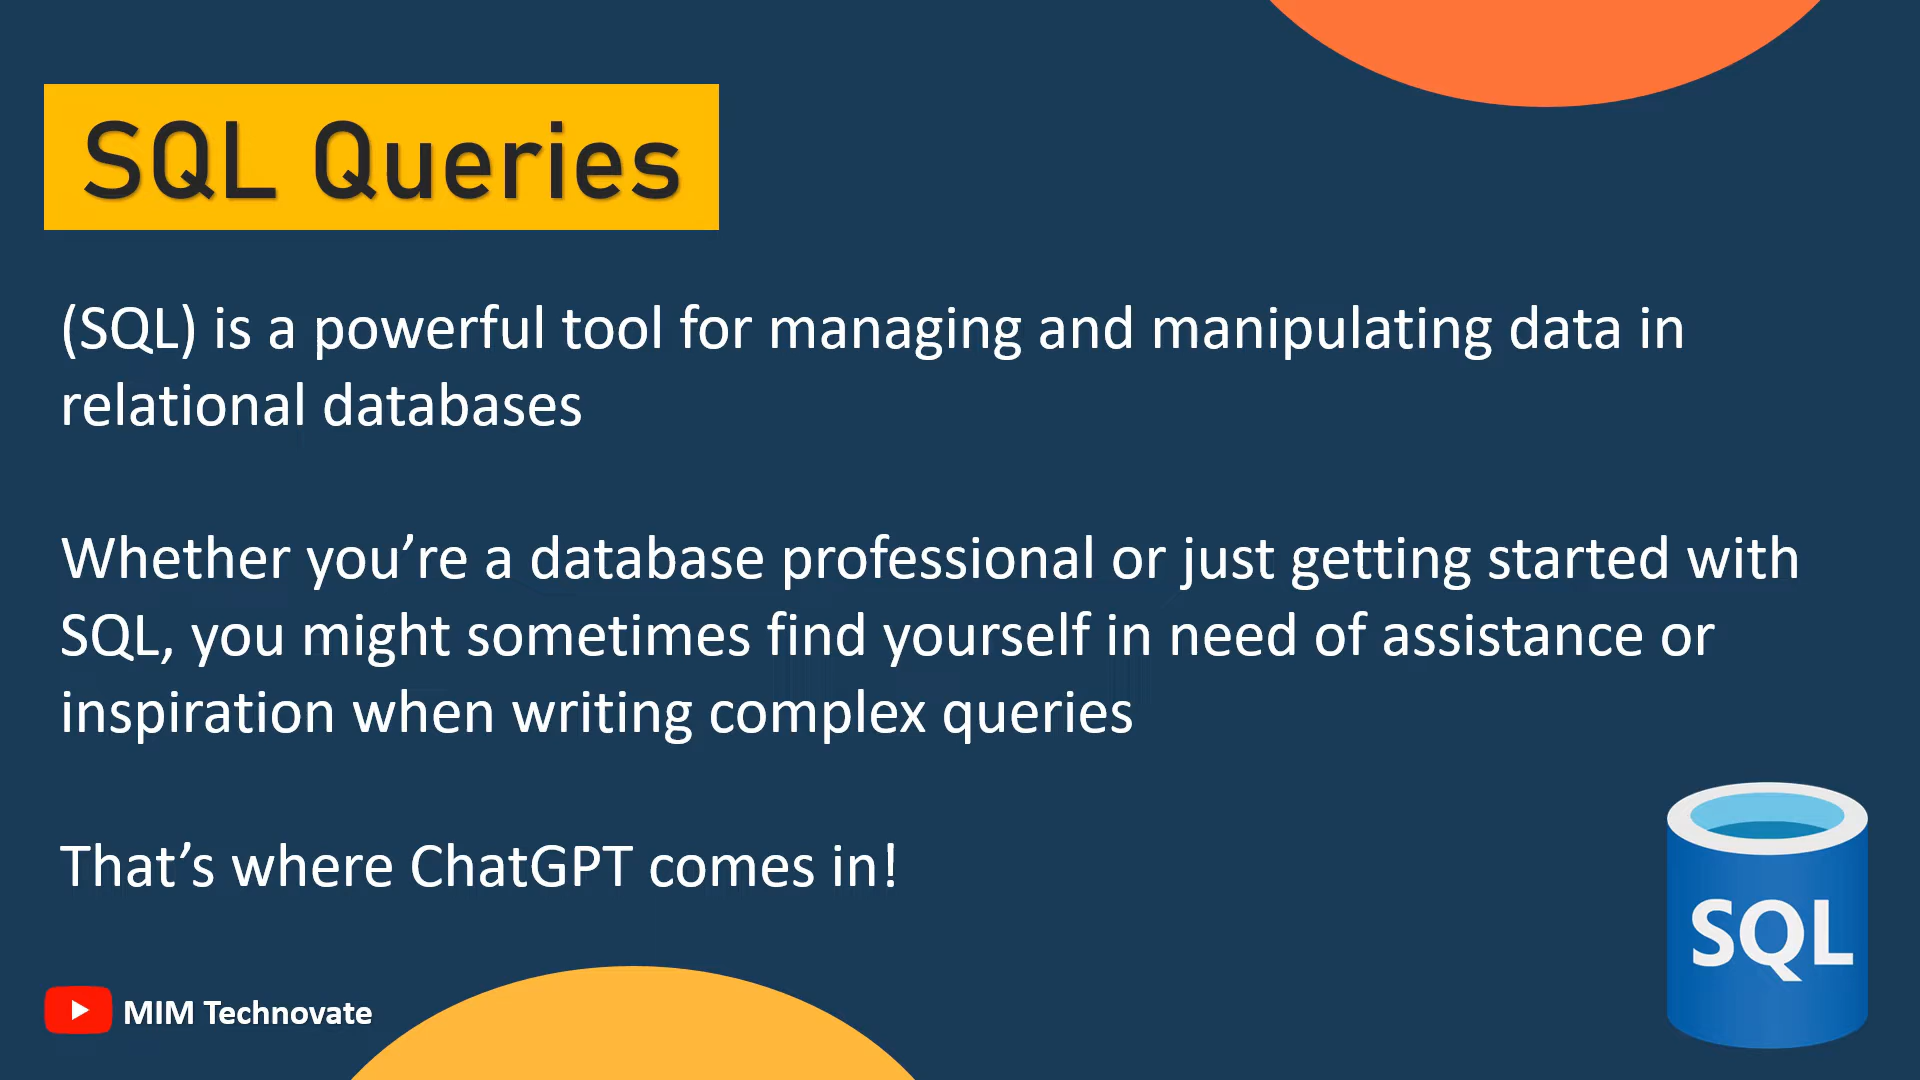 SQL Queries
(SQL) is a powerful tool for managing and manipulating data in
relational databases
Whether you’re a database professional or just getting started with
SQL, you might sometimes find yourself in need of assistance or
inspiration when writing complex queries
That’s where ChatGPT comes in!
SQL
MIM Technovate